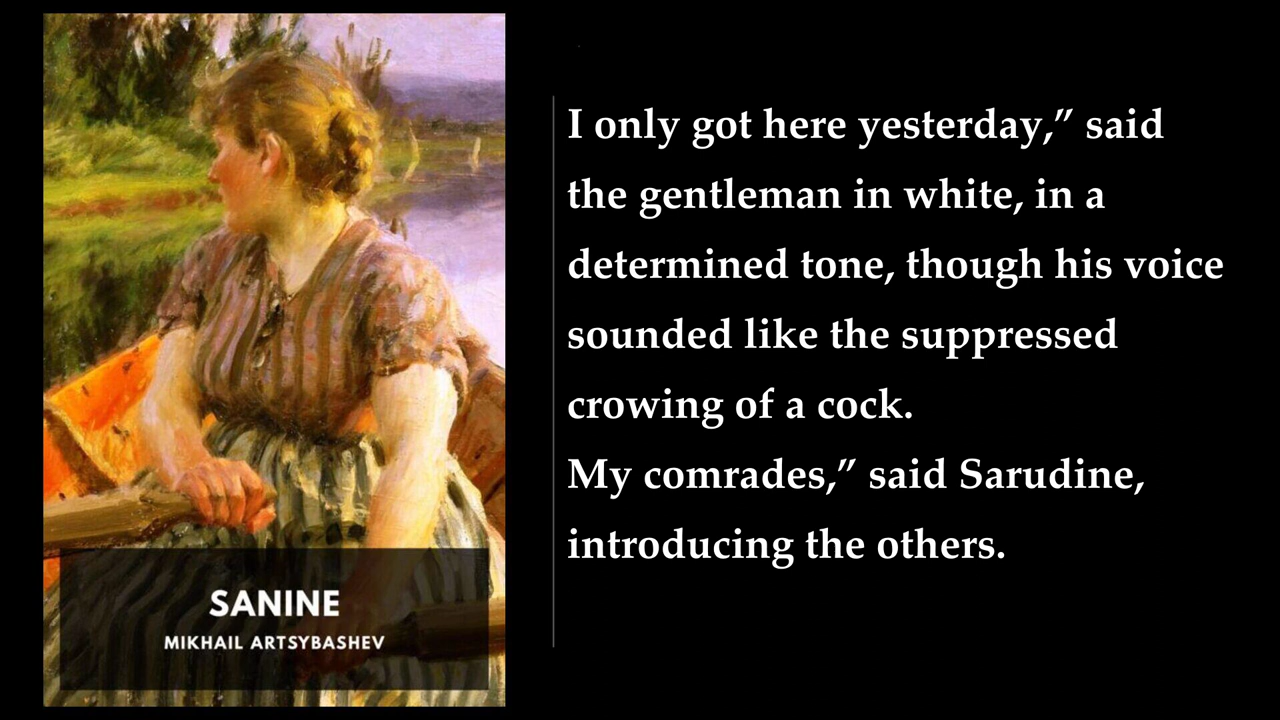 SANINE
MIKHAIL ARTSYBASHEV
I only got here yesterday,” said
the gentleman in white, in a
determined tone, though his voice
sounded like the suppressed
crowing of a cock.
My comrades,” said Sarudine,
introducing the others.